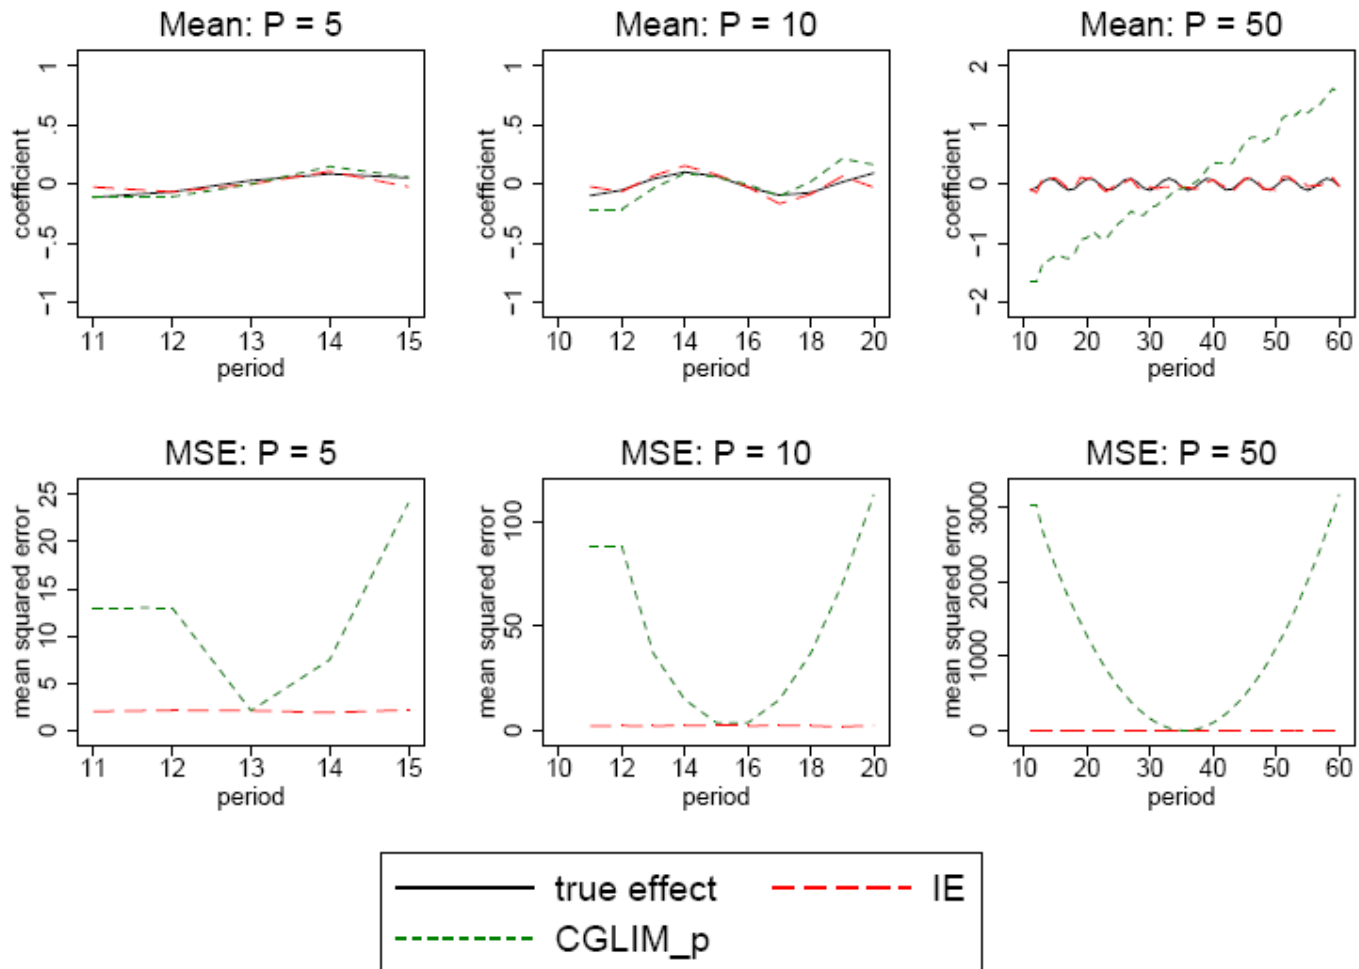 Mean: P = 5
Mean: P = 10
Mean: P = 50
coefficient
1
.5
0
−.5
−1
11 12 13 14 15
period
coefficient
1
.5
0
−.5
−1
10 12 14 16 18 20
period
coefficient
2
1
0
−1
−2
10 20 30 40 50 60
period
MSE: P = 5
MSE: P = 10
MSE: P = 50
mean squared error
25
20
15
10
5
0
11 12 13 14 15
period
mean squared error
100
50
0
10 12 14 16 18 20
period
mean squared error
3000
2000
1000
0
10 20 30 40 50 60
period
true effect
IE
CGLIM_p